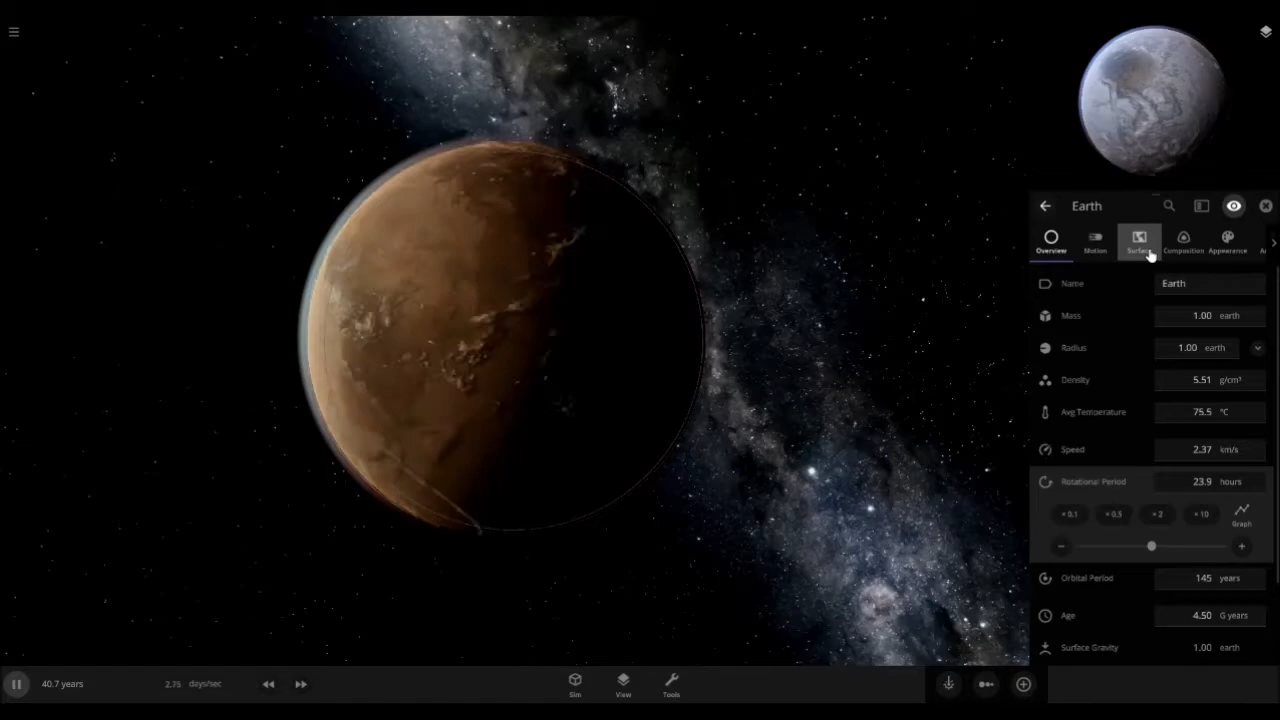 Earth
Overview Motion Surface Composition Appearance
Name Earth
Mass 1.00 earth
Radius 1.00 earth
Density 5.51 g/cm³
Avg Temperature 75.5 °C
Speed 2.37 km/s
Rotational Period 23.9 hours
× 0.1 × 0.5 × 2 × 10 Graph
Orbital Period 145 years
Age 4.50 G years
Surface Gravity 1.00 earth
40.7 years 2.75 days/sec Sim View Tools